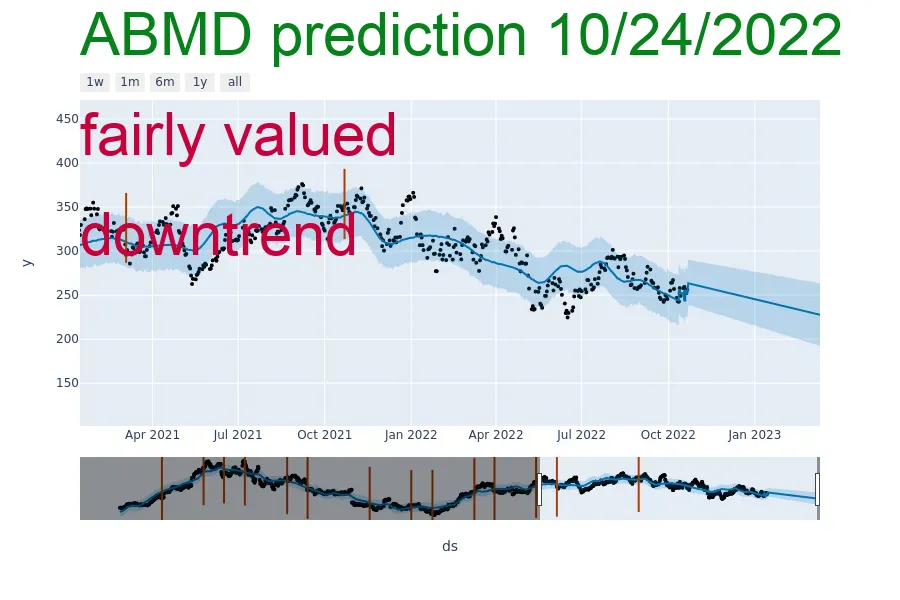 ABMD prediction 10/24/2022
1w 1m 6m 1y all
450
fairly valued
400
350
downtrend
300
y
250
200
150
Apr 2021 Jul 2021 Oct 2021 Jan 2022 Apr 2022 Jul 2022 Oct 2022 Jan 2023
ds